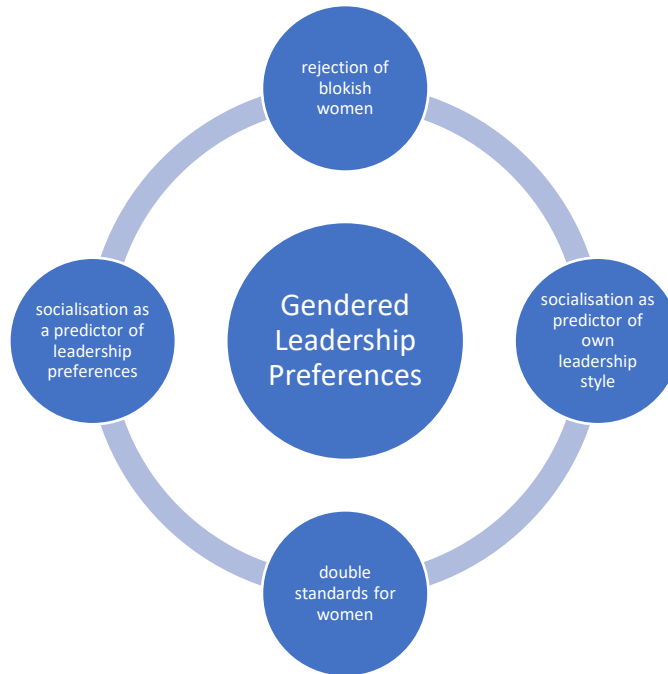 rejection of
blokish
women
socialisation as
a predictor of
leadership
preferences
Gendered
Leadership
Preferences
socialisation as
predictor of
own
leadership
style
double
standards for
women